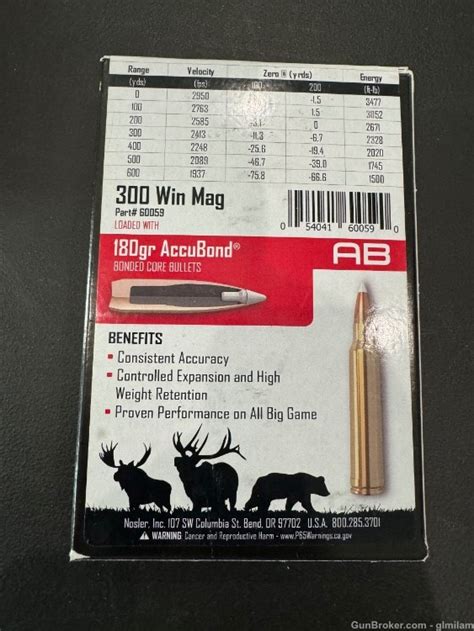 Range Velocity Zero @ (yrds) Energy
(yds) (fps) 100 200 (ft-lb)
0 2950 -1.5 3477
100 2763 1.5 3052
200 2585 -3.1 0 2671
300 2413 -11.3 -6.7 2328
400 2248 -25.6 -19.4 2020
500 2089 -46.7 -39.0 1745
600 1937 -75.8 -66.6 1500
300 Win Mag
Part# 60059
LOADED WITH
0 54041 60059 0
180gr AccuBond®
BONDED CORE BULLETS
AB
BENEFITS
• Consistent Accuracy
• Controlled Expansion and High
Weight Retention
• Proven Performance on All Big Game
Nosler, Inc. 107 SW Columbia St. Bend, OR 97702 U.S.A. 800.285.3701
WARNING: Cancer and Reproductive Harm - www.P65Warnings.ca.gov
GunBroker.com - glmilam